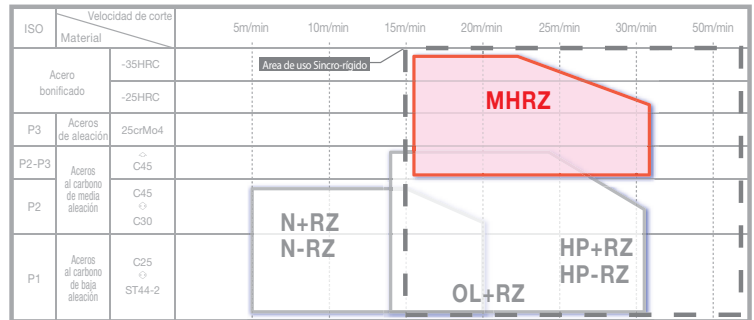 ISO
Velocidad de corte
Material
5m/min 10m/min 15m/min 20m/min 25m/min 30m/min 50m/min
Area de uso Sincro-rígido
Acero
bonificado
-35HRC
-25HRC
MHRZ
P3
Aceros
de aleación
25crMo4
P2-P3
C45
Aceros
al carbono
de media
aleación
P2
C45
C30
N+RZ
N-RZ
HP+RZ
HP-RZ
P1
Aceros
al carbono
de baja
aleación
C25
ST44-2
OL+RZ